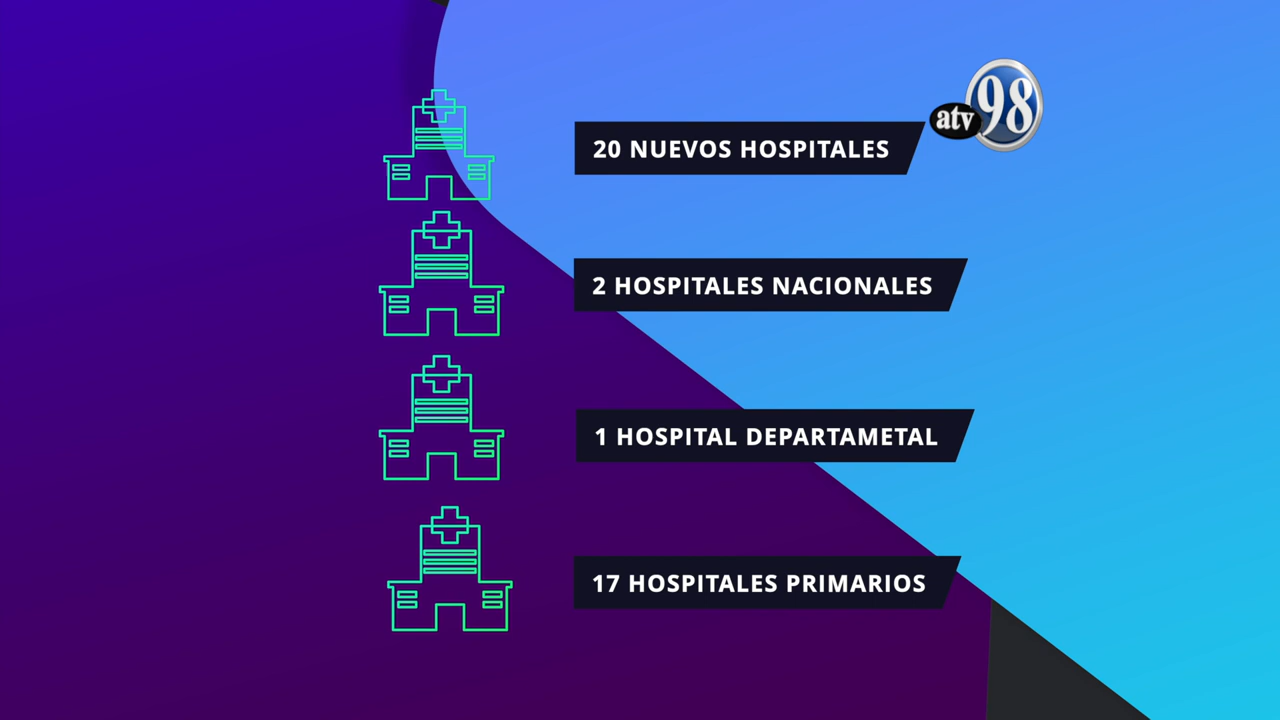 atv 98
20 NUEVOS HOSPITALES
2 HOSPITALES NACIONALES
1 HOSPITAL DEPARTAMETAL
17 HOSPITALES PRIMARIOS